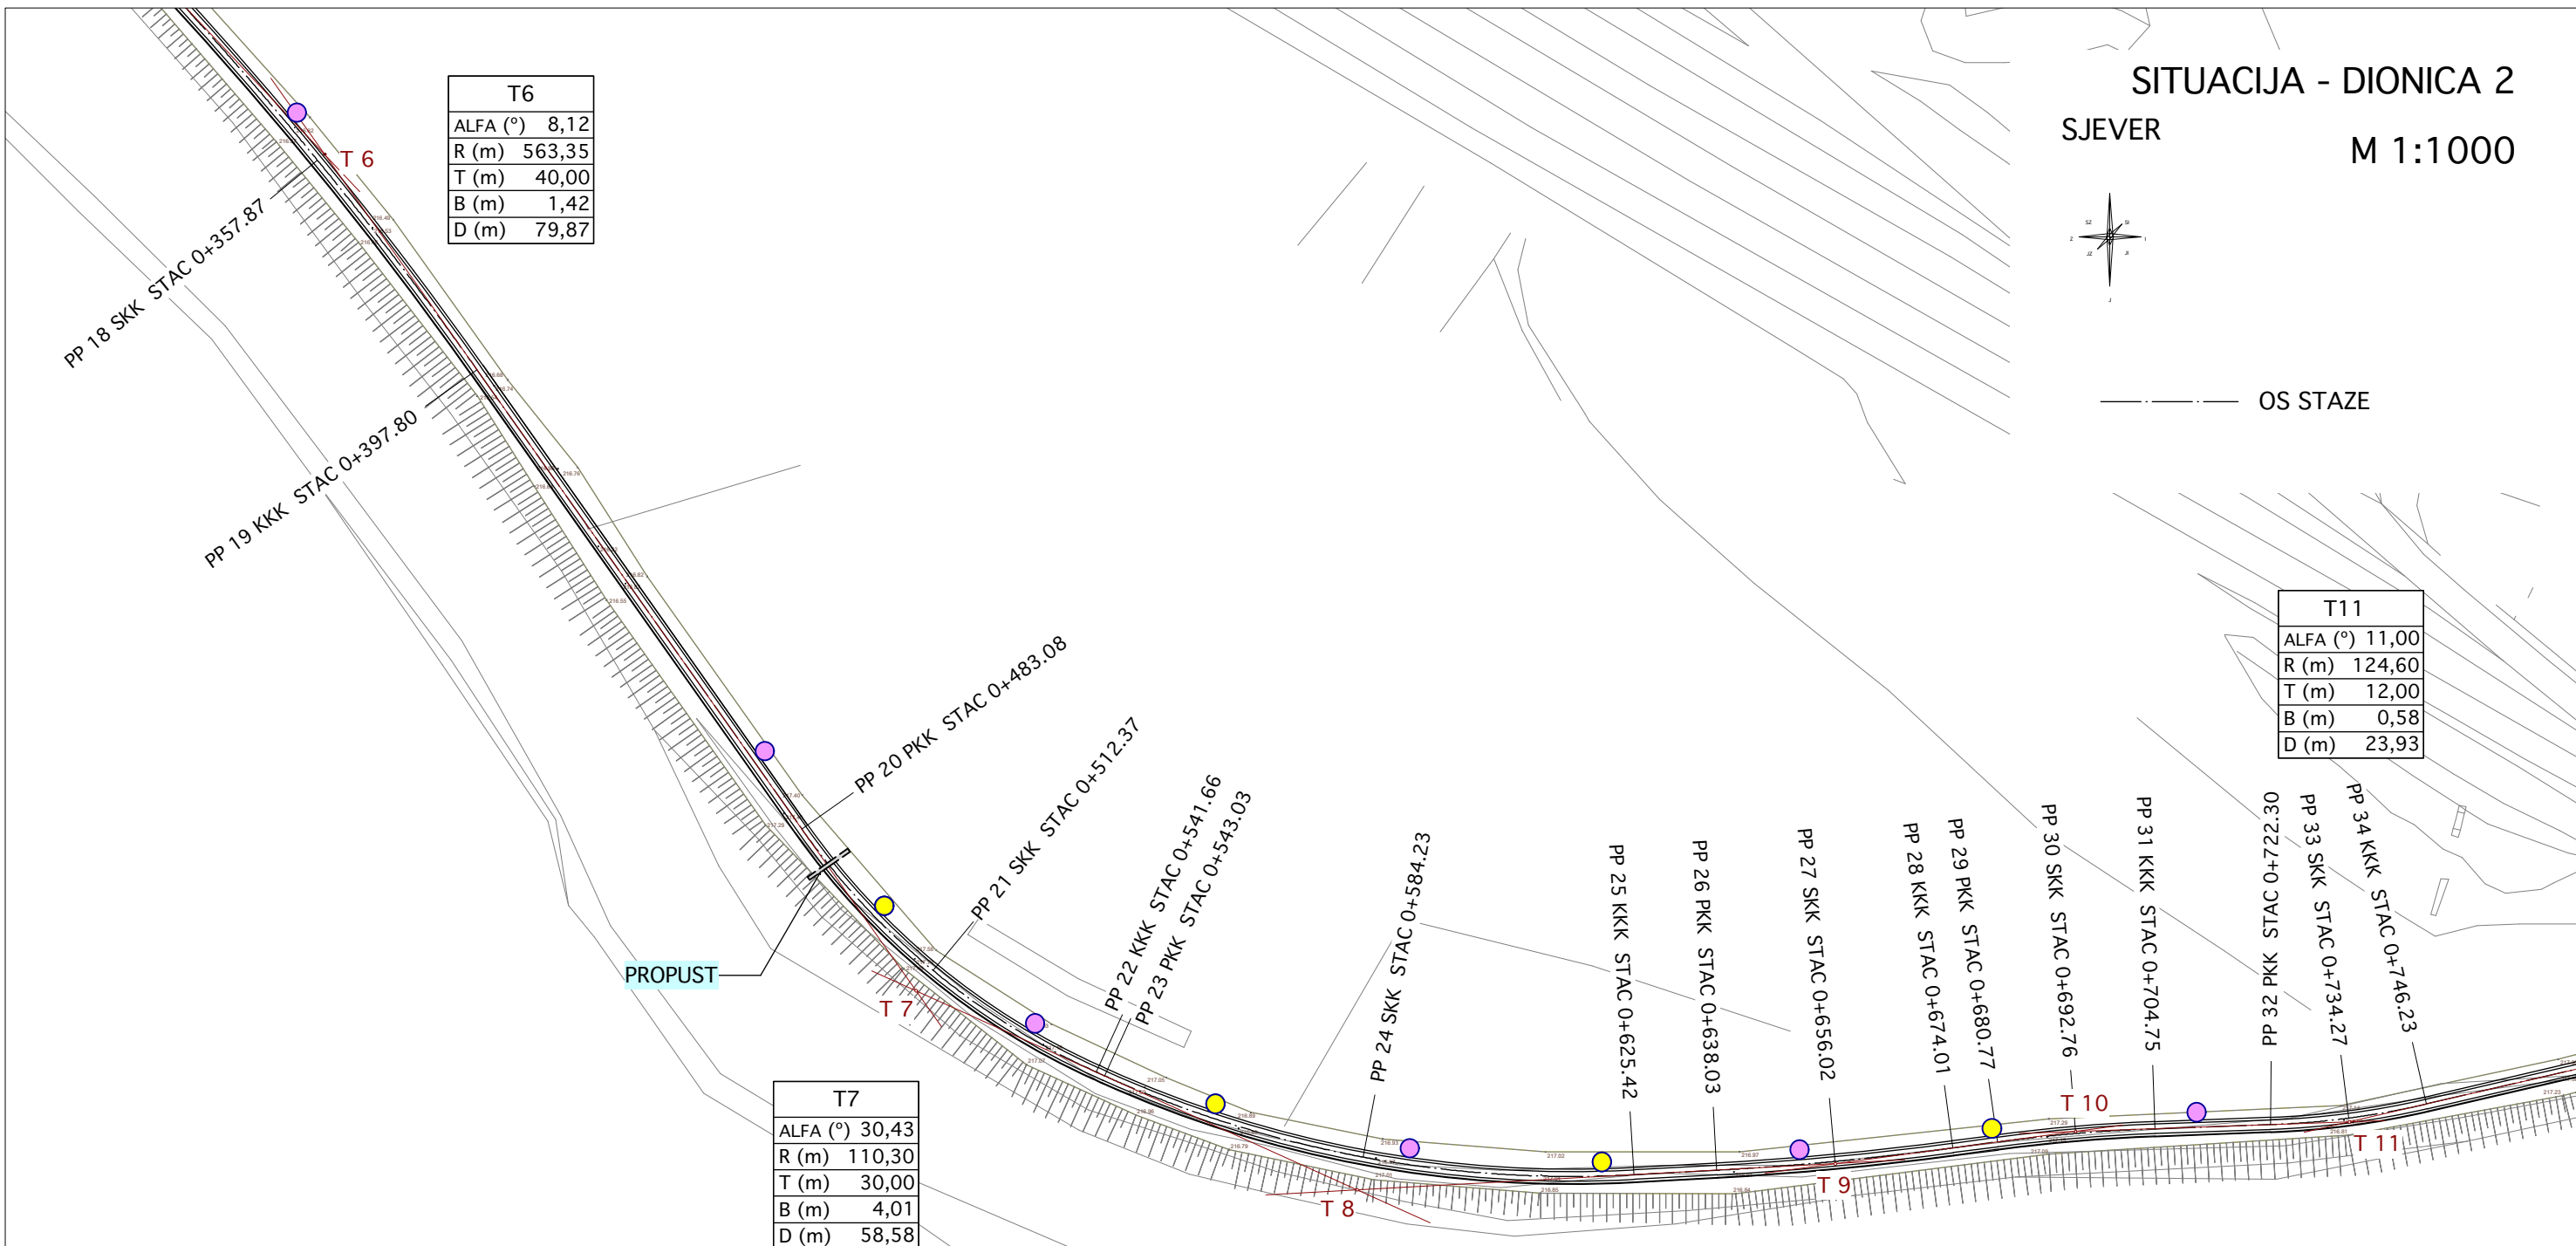 SITUACIJA - DIONICA 2
SJEVER
M 1:1000
SZ
SI
Z
I
JZ
JI
J
OS STAZE
T6
ALFA (°) 8,12
R (m) 563,35
T (m) 40,00
B (m) 1,42
D (m) 79,87
T 6
PP 18 SKK STAC 0+357.87
PP 19 KKK STAC 0+397.80
PP 20 PKK STAC 0+483.08
PP 21 SKK STAC 0+512.37
PP 22 KKK STAC 0+541.66
PP 23 PKK STAC 0+543.03
PP 24 SKK STAC 0+584.23
PP 25 KKK STAC 0+625.42
PP 26 PKK STAC 0+638.03
PP 27 SKK STAC 0+656.02
PP 28 KKK STAC 0+674.01
PP 29 PKK STAC 0+680.77
PP 30 SKK STAC 0+692.76
PP 31 KKK STAC 0+704.75
PP 32 PKK STAC 0+722.30
PP 33 SKK STAC 0+734.27
PP 34 KKK STAC 0+746.23
T11
ALFA (°) 11,00
R (m) 124,60
T (m) 12,00
B (m) 0,58
D (m) 23,93
PROPUST
T 7
T 8
T 9
T 10
T 11
T7
ALFA (°) 30,43
R (m) 110,30
T (m) 30,00
B (m) 4,01
D (m) 58,58